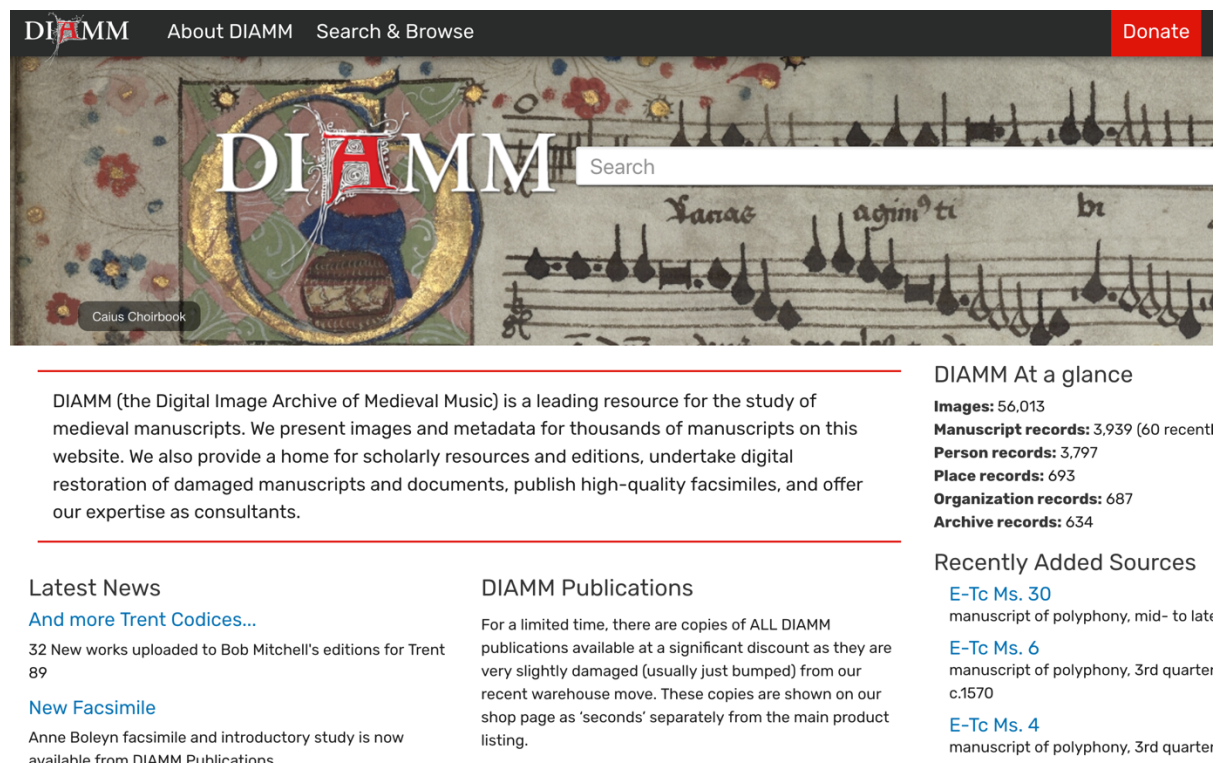 DIAMM About DIAMM Search & Browse Donate
DIAMM Search
Vanas agimꝰ ti bi
Caius Choirbook
DIAMM (the Digital Image Archive of Medieval Music) is a leading resource for the study of
medieval manuscripts. We present images and metadata for thousands of manuscripts on this
website. We also provide a home for scholarly resources and editions, undertake digital
restoration of damaged manuscripts and documents, publish high-quality facsimiles, and offer
our expertise as consultants.
Latest News
And more Trent Codices...
32 New works uploaded to Bob Mitchell's editions for Trent
89
New Facsimile
Anne Boleyn facsimile and introductory study is now
available from DIAMM Publications
DIAMM Publications
For a limited time, there are copies of ALL DIAMM
publications available at a significant discount as they are
very slightly damaged (usually just bumped) from our
recent warehouse move. These copies are shown on our
shop page as ‘seconds’ separately from the main product
listing.
DIAMM At a glance
Images: 56,013
Manuscript records: 3,939 (60 recentl
Person records: 3,797
Place records: 693
Organization records: 687
Archive records: 634
Recently Added Sources
E-Tc Ms. 30
manuscript of polyphony, mid- to late
E-Tc Ms. 6
manuscript of polyphony, 3rd quarter
c.1570
E-Tc Ms. 4
manuscript of polyphony, 3rd quarter